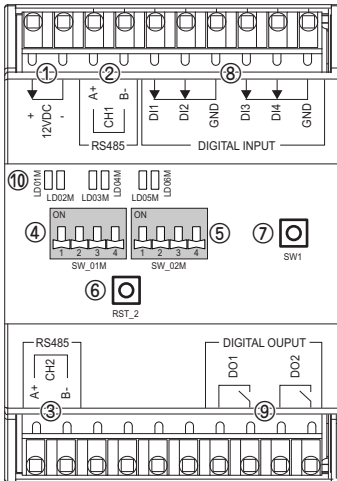 ① ② ⑧
+ 12VDC -
A+ CH1 B-
DI1 DI2 GND DI3 DI4 GND
RS485 DIGITAL INPUT
⑩ LD01M LD02M LD03M LD04M LD05M LD06M
④ ON ON ⑤ ⑦
1 2 3 4 1 2 3 4
SW_01M SW_02M SW1
⑥
RST_2
RS485 DIGITAL OUPUT
A+ CH2 B- DO1 DO2
③ ⑨